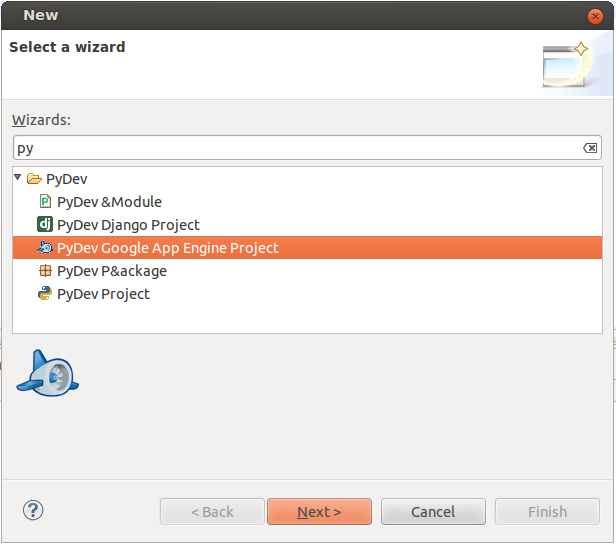 New
Select a wizard
Wizards:
py
PyDev
PyDev &Module
PyDev Django Project
PyDev Google App Engine Project
PyDev P&ackage
PyDev Project
< Back Next > Cancel Finish